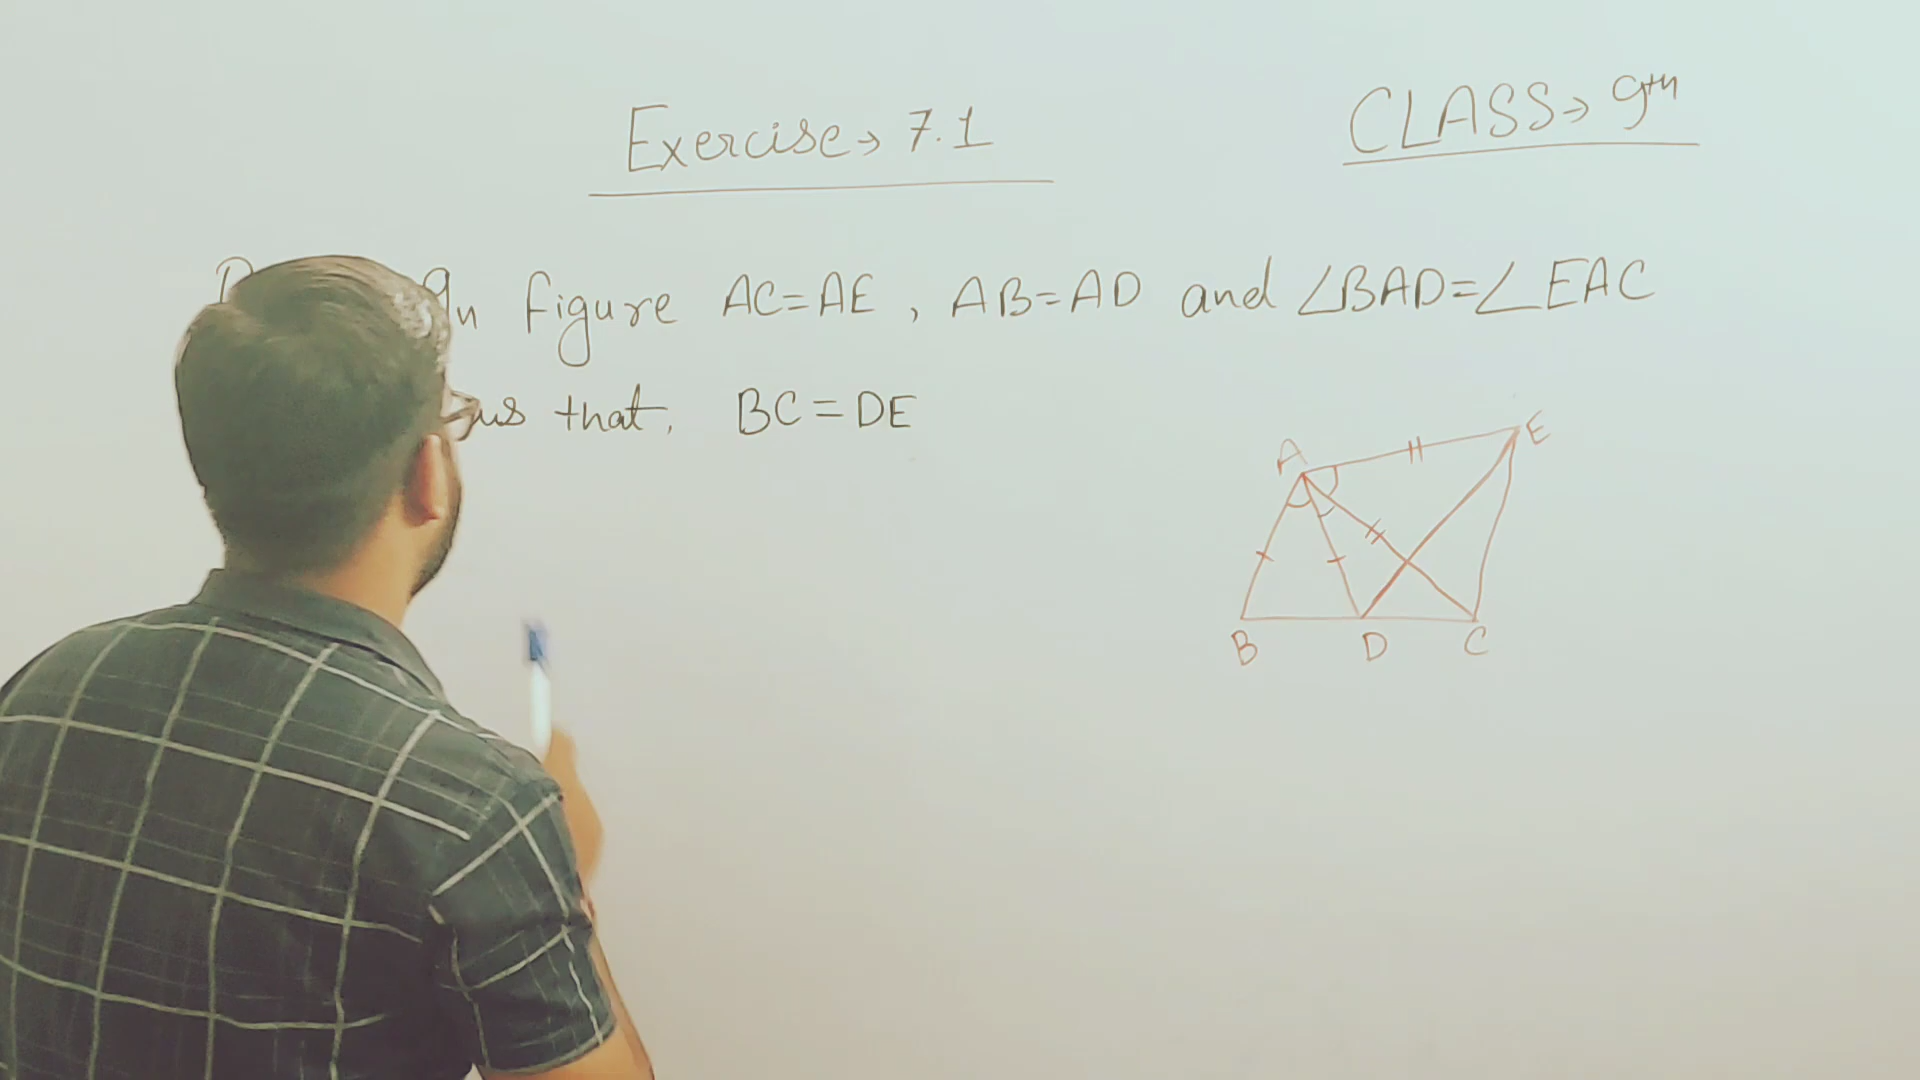 Exercise → 7.1
CLASS → 9th
In figure AC=AE, AB=AD and ∠BAD=∠EAC
that, BC=DE
A
E
B
D
C